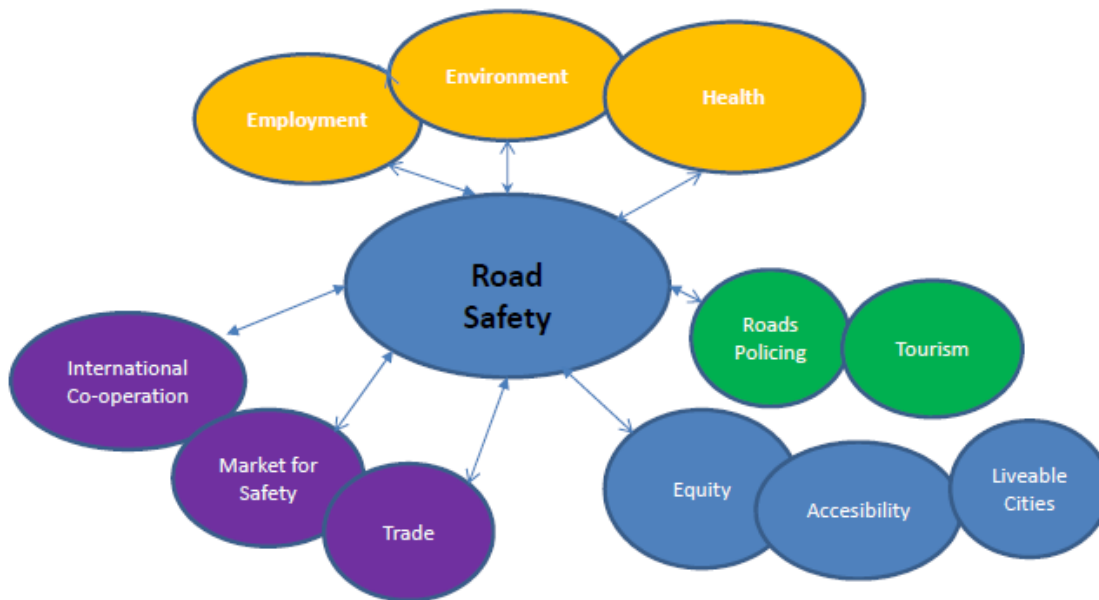 Environment
Health
Employment
Road
Safety
Roads
Policing
Tourism
International
Co-operation
Market for
Safety
Trade
Equity
Accesibility
Liveable
Cities